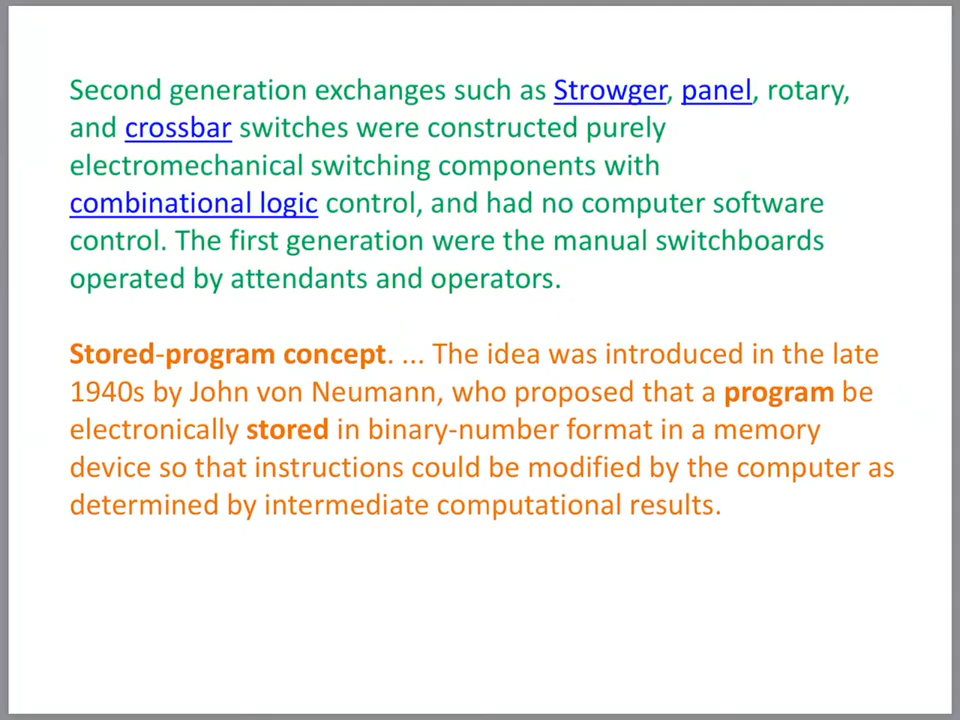 Second generation exchanges such as Strowger, panel, rotary,
and crossbar switches were constructed purely
electromechanical switching components with
combinational logic control, and had no computer software
control. The first generation were the manual switchboards
operated by attendants and operators.
Stored-program concept. ... The idea was introduced in the late
1940s by John von Neumann, who proposed that a program be
electronically stored in binary-number format in a memory
device so that instructions could be modified by the computer as
determined by intermediate computational results.